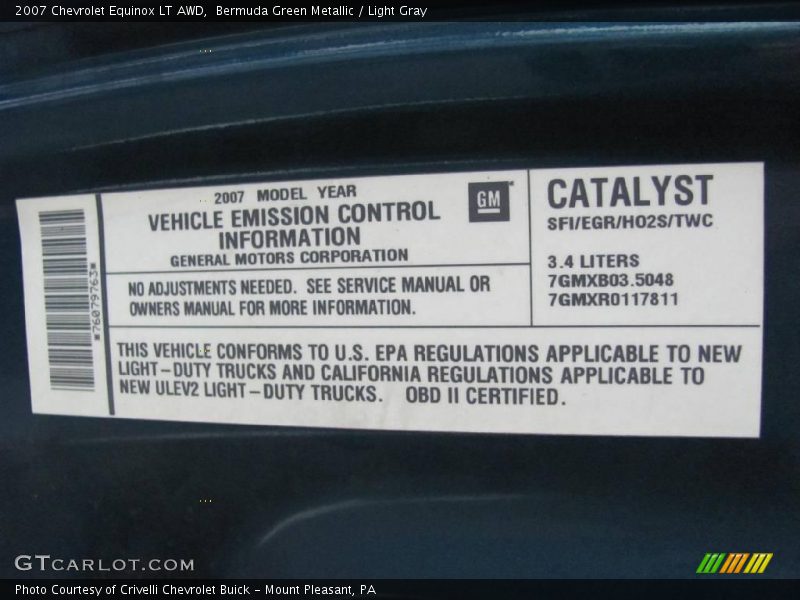 2007 Chevrolet Equinox LT AWD, Bermuda Green Metallic / Light Gray
*76079763*
2007 MODEL YEAR
VEHICLE EMISSION CONTROL
INFORMATION
GENERAL MOTORS CORPORATION
GM
NO ADJUSTMENTS NEEDED. SEE SERVICE MANUAL OR
OWNERS MANUAL FOR MORE INFORMATION.
CATALYST
SFI/EGR/HO2S/TWC
3.4 LITERS
7GMXB03.5048
7GMXR0117811
THIS VEHICLE CONFORMS TO U.S. EPA REGULATIONS APPLICABLE TO NEW
LIGHT-DUTY TRUCKS AND CALIFORNIA REGULATIONS APPLICABLE TO
NEW ULEV2 LIGHT-DUTY TRUCKS. OBD II CERTIFIED.
GTCARLOT.COM
Photo Courtesy of Crivelli Chevrolet Buick - Mount Pleasant, PA